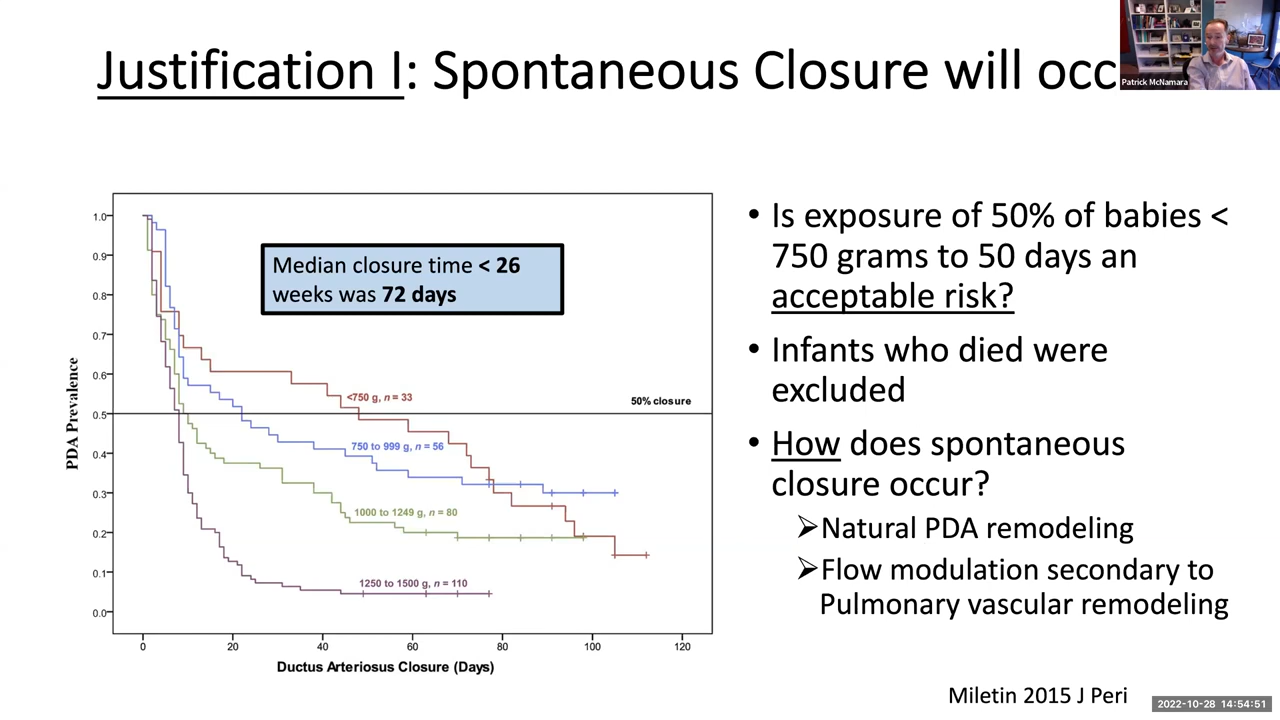 Justification I: Spontaneous Closure will occ
Patrick McNamara
1.0
0.9
0.8
0.7
0.6
0.5
0.4
0.3
0.2
0.1
0.0
PDA Prevalence
Median closure time < 26
weeks was 72 days
<750 g, n = 33
50% closure
750 to 999 g, n = 56
1000 to 1249 g, n = 80
1250 to 1500 g, n = 110
0 20 40 60 80 100 120
Ductus Arteriosus Closure (Days)
• Is exposure of 50% of babies <
750 grams to 50 days an
acceptable risk?
• Infants who died were
excluded
• How does spontaneous
closure occur?
➢Natural PDA remodeling
➢Flow modulation secondary to
Pulmonary vascular remodeling
Miletin 2015 J Peri
2022-10-28 14:54:51